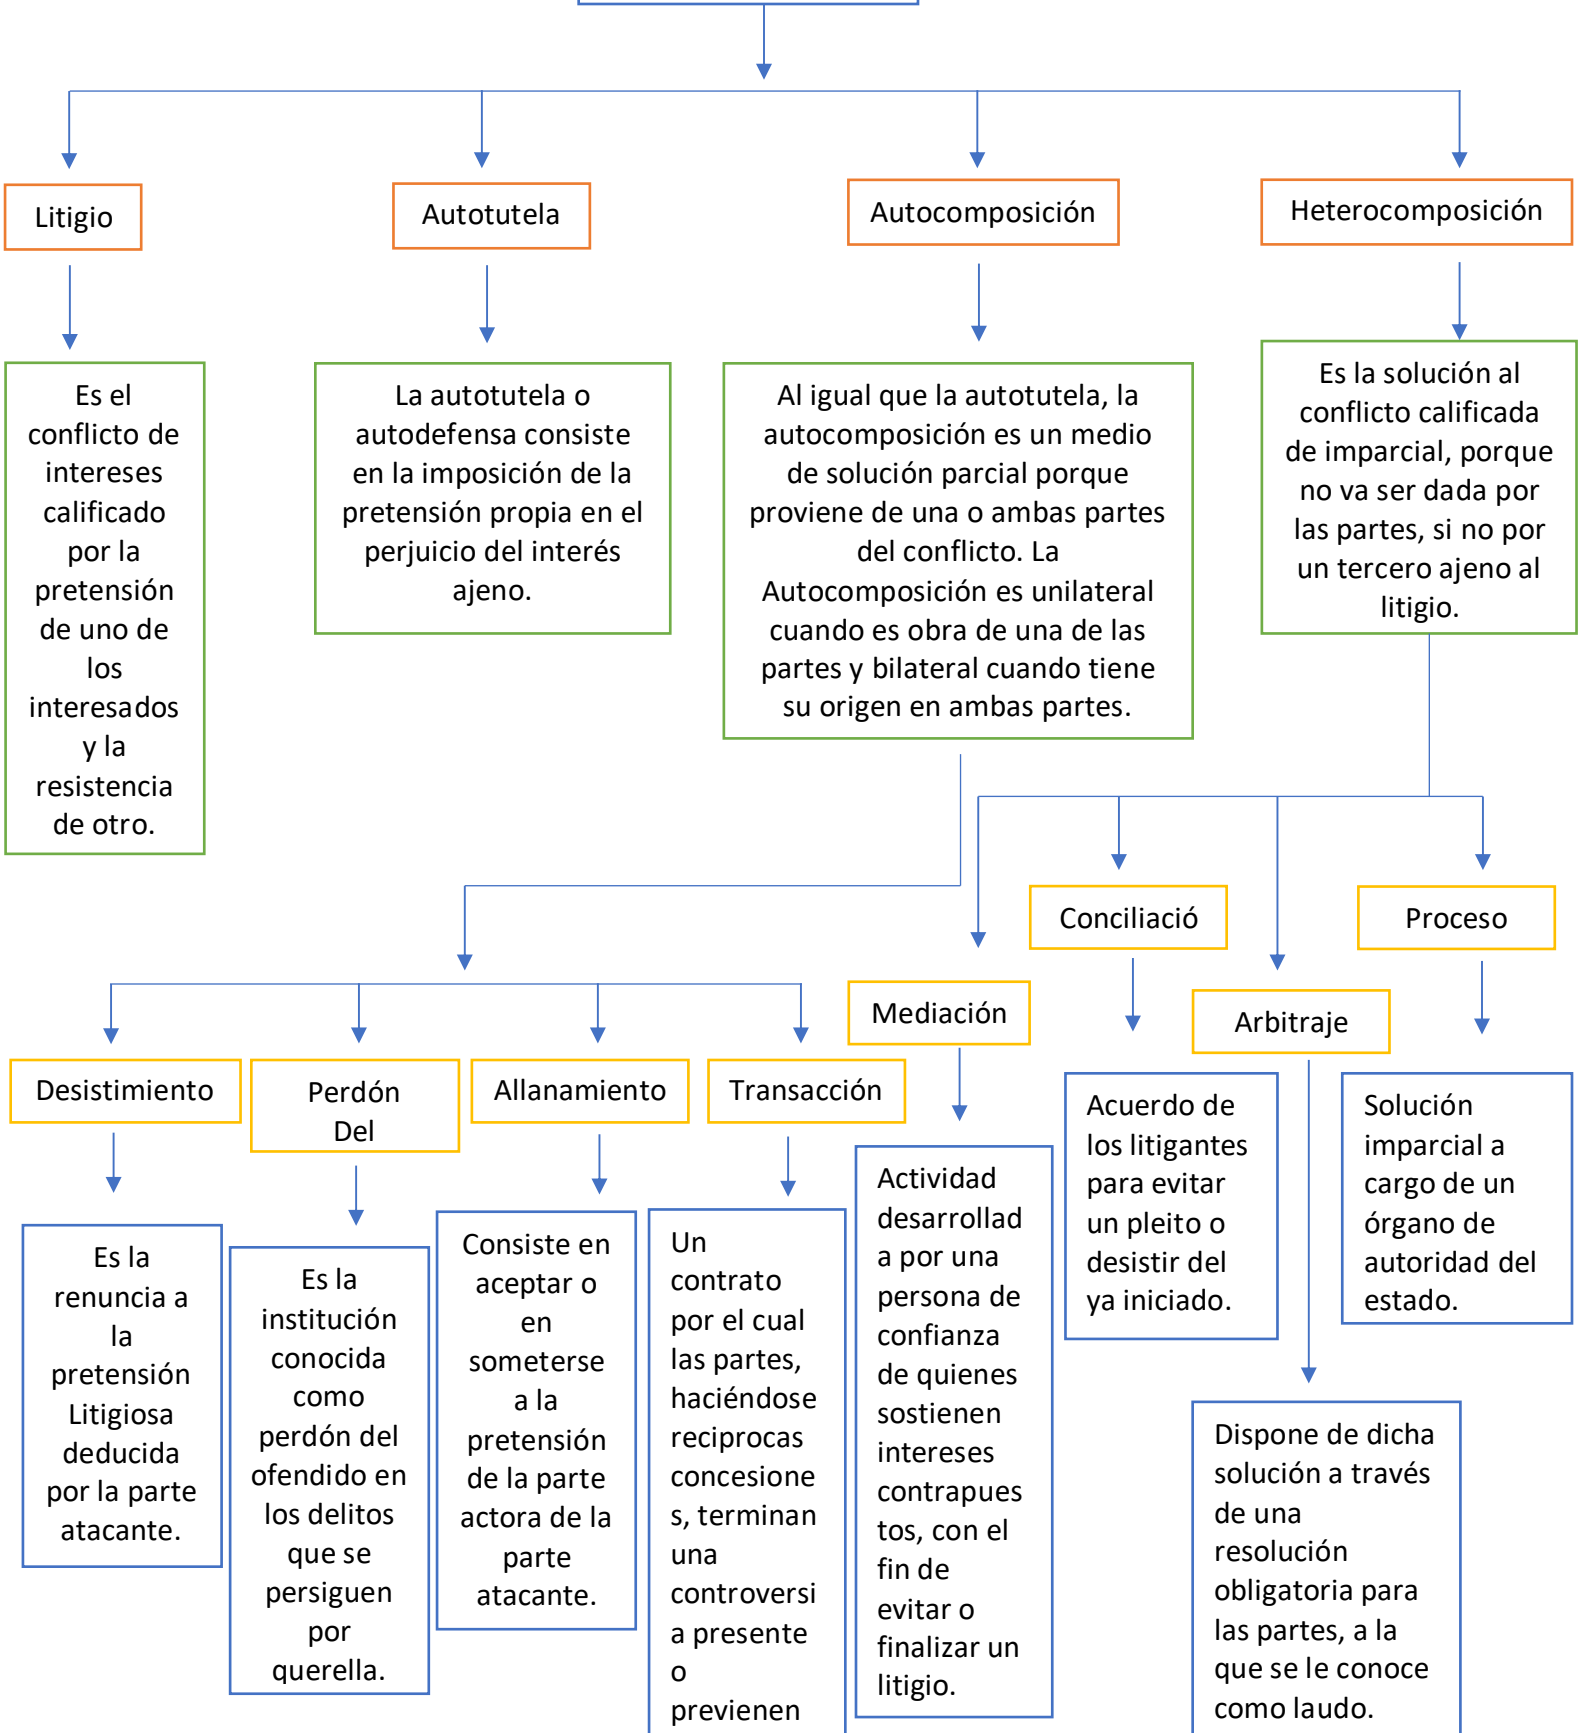 Litigio
Autotutela
Autocomposición
Heterocomposición
Es el
conflicto de
intereses
calificado
por la
pretensión
de uno de
los
interesados
y la
resistencia
de otro.
La autotutela o
autodefensa consiste
en la imposición de la
pretensión propia en el
perjuicio del interés
ajeno.
Al igual que la autotutela, la
autocomposición es un medio
de solución parcial porque
proviene de una o ambas partes
del conflicto. La
Autocomposición es unilateral
cuando es obra de una de las
partes y bilateral cuando tiene
su origen en ambas partes.
Es la solución al
conflicto calificada
de imparcial, porque
no va ser dada por
las partes, si no por
un tercero ajeno al
litigio.
Desistimiento
Perdón
Del
Allanamiento
Transacción
Mediación
Conciliació
Arbitraje
Proceso
Es la
renuncia a
la
pretensión
Litigiosa
deducida
por la parte
atacante.
Es la
institución
conocida
como
perdón del
ofendido en
los delitos
que se
persiguen
por
querella.
Consiste en
aceptar o
en
someterse
a la
pretensión
de la parte
actora de la
parte
atacante.
Un
contrato
por el cual
las partes,
haciéndose
reciprocas
concesione
s, terminan
una
controversi
a presente
o
previenen
Actividad
desarrollad
a por una
persona de
confianza
de quienes
sostienen
intereses
contrapues
tos, con el
fin de
evitar o
finalizar un
litigio.
Acuerdo de
los litigantes
para evitar
un pleito o
desistir del
ya iniciado.
Dispone de dicha
solución a través
de una
resolución
obligatoria para
las partes, a la
que se le conoce
como laudo.
Solución
imparcial a
cargo de un
órgano de
autoridad del
estado.